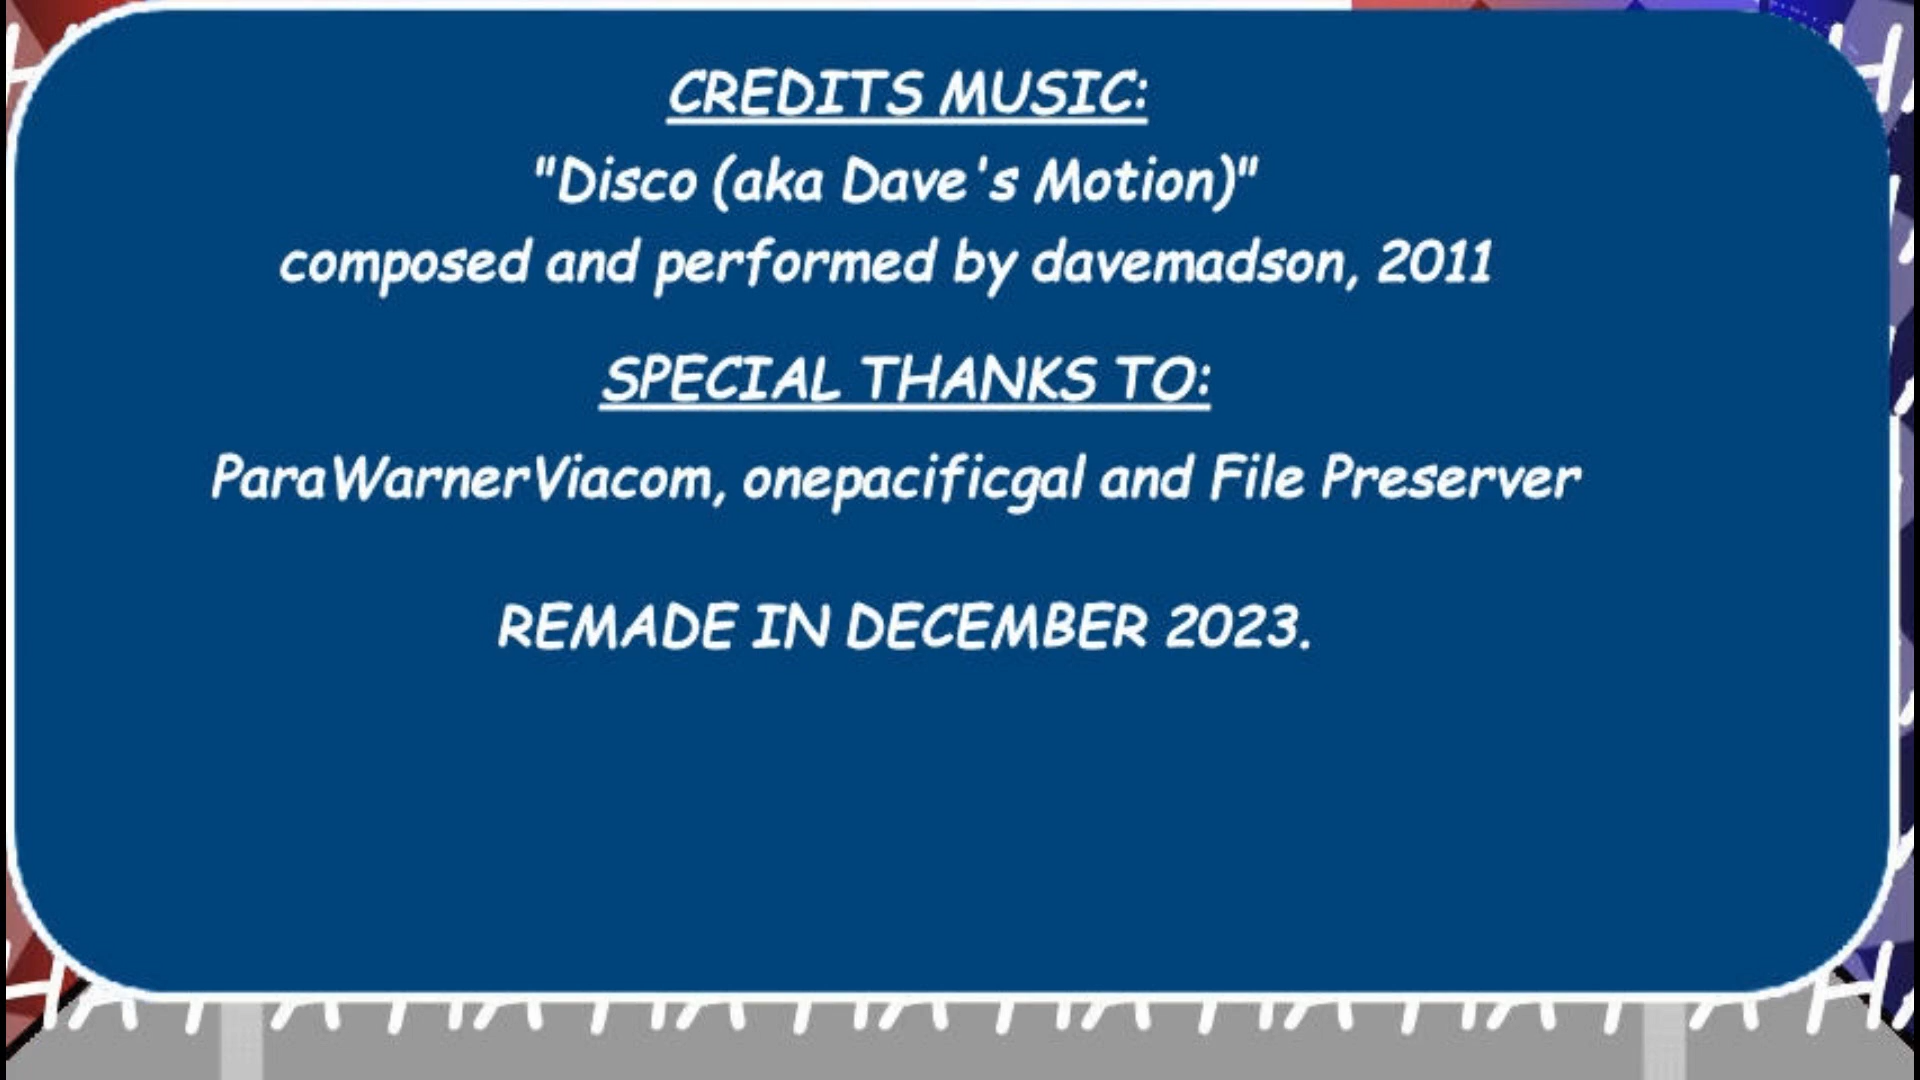 CREDITS MUSIC:
"Disco (aka Dave's Motion)"
composed and performed by davemadson, 2011
SPECIAL THANKS TO:
ParaWarnerViacom, onepacificgal and File Preserver
REMADE IN DECEMBER 2023.